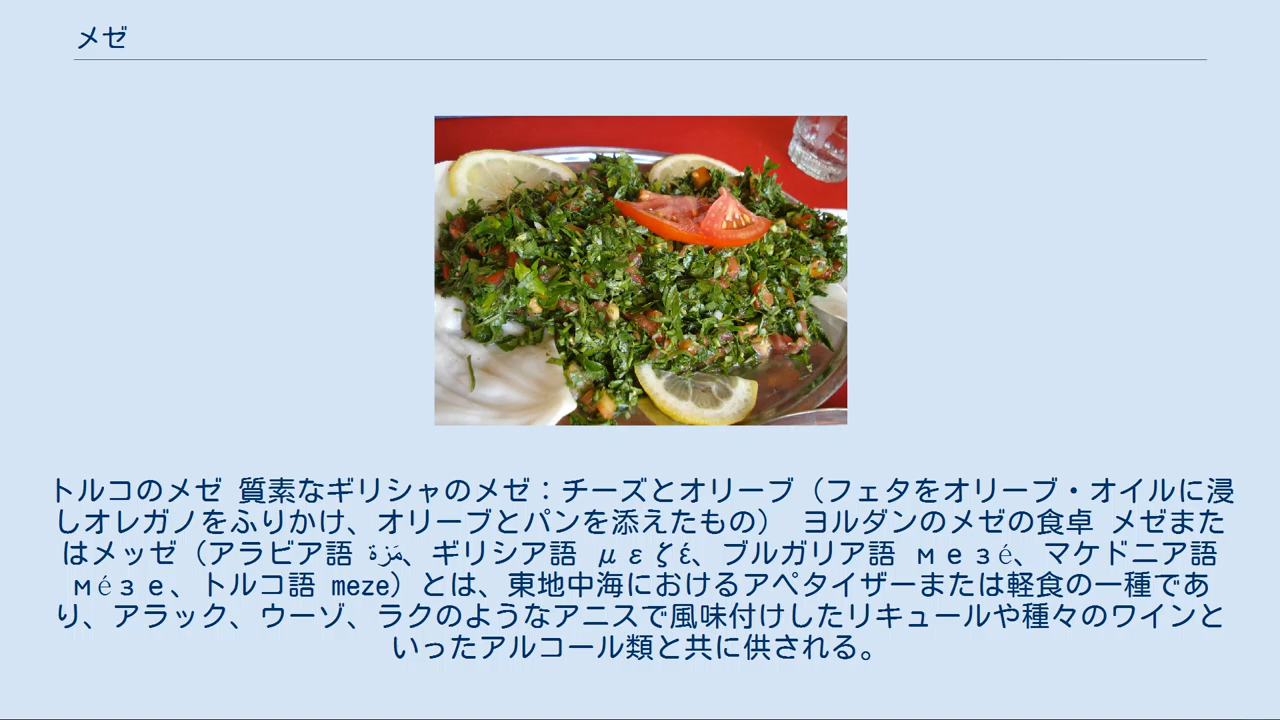 メゼ
トルコのメゼ 質素なギリシャのメゼ：チーズとオリーブ（フェタをオリーブ・オイルに浸
しオレガノをふりかけ、オリーブとパンを添えたもの） ヨルダンのメゼの食卓 メゼまた
はメッゼ（アラビア語 مَزة、ギリシア語 μεζέ、ブルガリア語 мезé、マケドニア語
мéзе、トルコ語 meze）とは、東地中海におけるアペタイザーまたは軽食の一種であ
り、アラック、ウーゾ、ラクのようなアニスで風味付けしたリキュールや種々のワインと
いったアルコール類と共に供される。